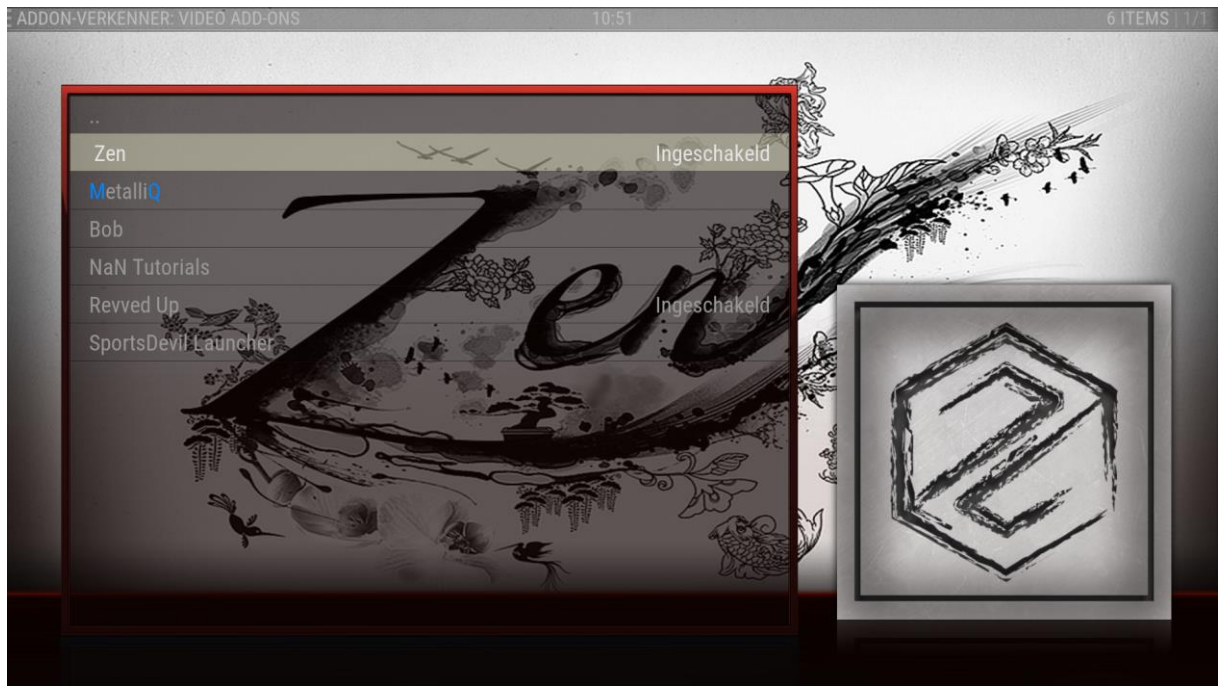 ADDON-VERKENNER: VIDEO ADD-ONS 10:51 6 ITEMS | 1/1
..
Zen Ingeschakeld
MetalliQ
Bob
NaN Tutorials
Revved Up Ingeschakeld
SportsDevil Launcher
Zen